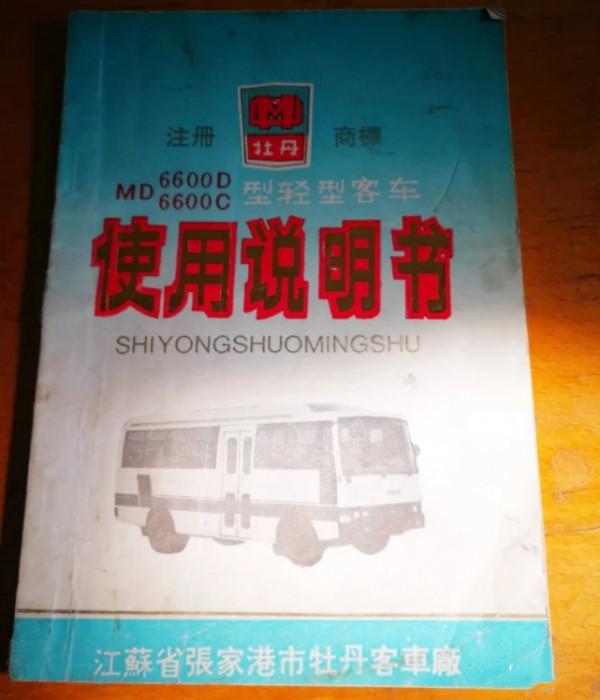 注册 牡丹 商標
MD 6600D 6600C 型轻型客车
使用说明书
SHIYONGSHUOMINGSHU
江蘇省張家港市牡丹客車廠